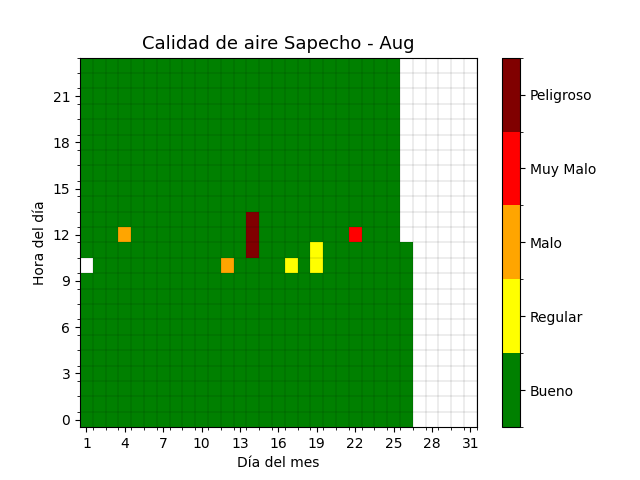 Calidad de aire Sapecho - Aug
21
18
15
12
9
6
3
0
Hora del día
1 4 7 10 13 16 19 22 25 28 31
Día del mes
Peligroso
Muy Malo
Malo
Regular
Bueno